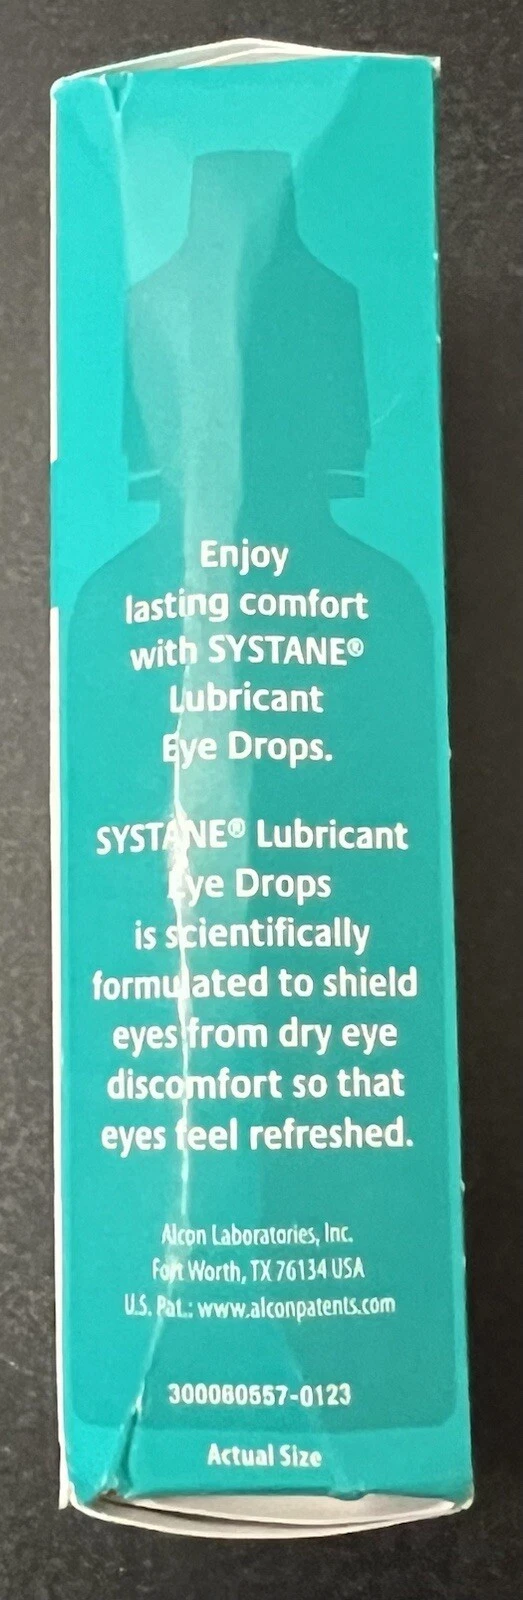 Enjoy
lasting comfort
with SYSTANE®
Lubricant
Eye Drops.
SYSTANE® Lubricant
Eye Drops
is scientifically
formulated to shield
eyes from dry eye
discomfort so that
eyes feel refreshed.
Alcon Laboratories, Inc.
Fort Worth, TX 76134 USA
U.S. Pat.: www.alconpatents.com
300060557-0123
Actual Size